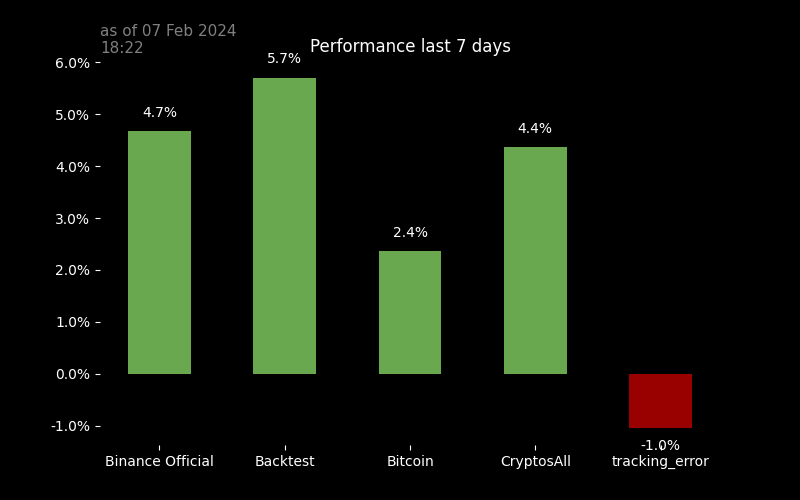 as of 07 Feb 2024
18:22
Performance last 7 days
6.0%
5.0%
4.0%
3.0%
2.0%
1.0%
0.0%
-1.0%
4.7%
5.7%
2.4%
4.4%
-1.0%
Binance Official
Backtest
Bitcoin
CryptosAll
tracking_error